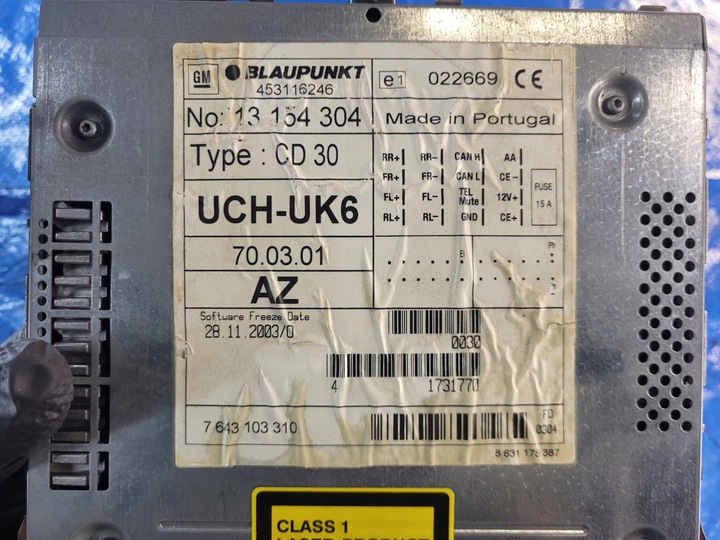 GM BLAUPUNKT
453116246
e1 022669 CE
No: 13 154 304
Made in Portugal
Type : CD 30
RR+ RR- CAN H AA
FR+ FR- CAN L CE-
FL+ FL- TEL Mute 12V+
RL+ RL- GND CE+
FUSE
15 A
UCH-UK6
70.03.01
AZ
Software Freeze Date
28.11.2003/0
0030
4 1731770
7 643 103 310
FD
0304
8 631 178 387
CLASS 1
LASER PRODUCT